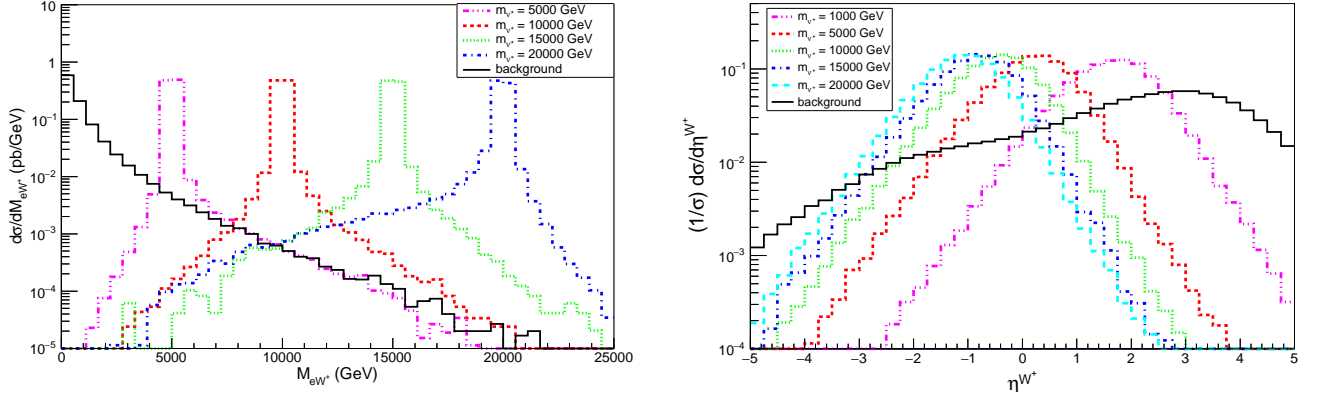 m_ν* = 5000 GeV
m_ν* = 10000 GeV
m_ν* = 15000 GeV
m_ν* = 20000 GeV
background
dσ/dM_eW⁺ (pb/GeV)
10
1
10⁻¹
10⁻²
10⁻³
10⁻⁴
10⁻⁵
0 5000 10000 15000 20000 25000
M_eW⁺ (GeV)
m_ν* = 1000 GeV
m_ν* = 5000 GeV
m_ν* = 10000 GeV
m_ν* = 15000 GeV
m_ν* = 20000 GeV
background
(1/σ) dσ/dη^W⁺
10⁻¹
10⁻²
10⁻³
10⁻⁴
−5 −4 −3 −2 −1 0 1 2 3 4 5
η^W⁺